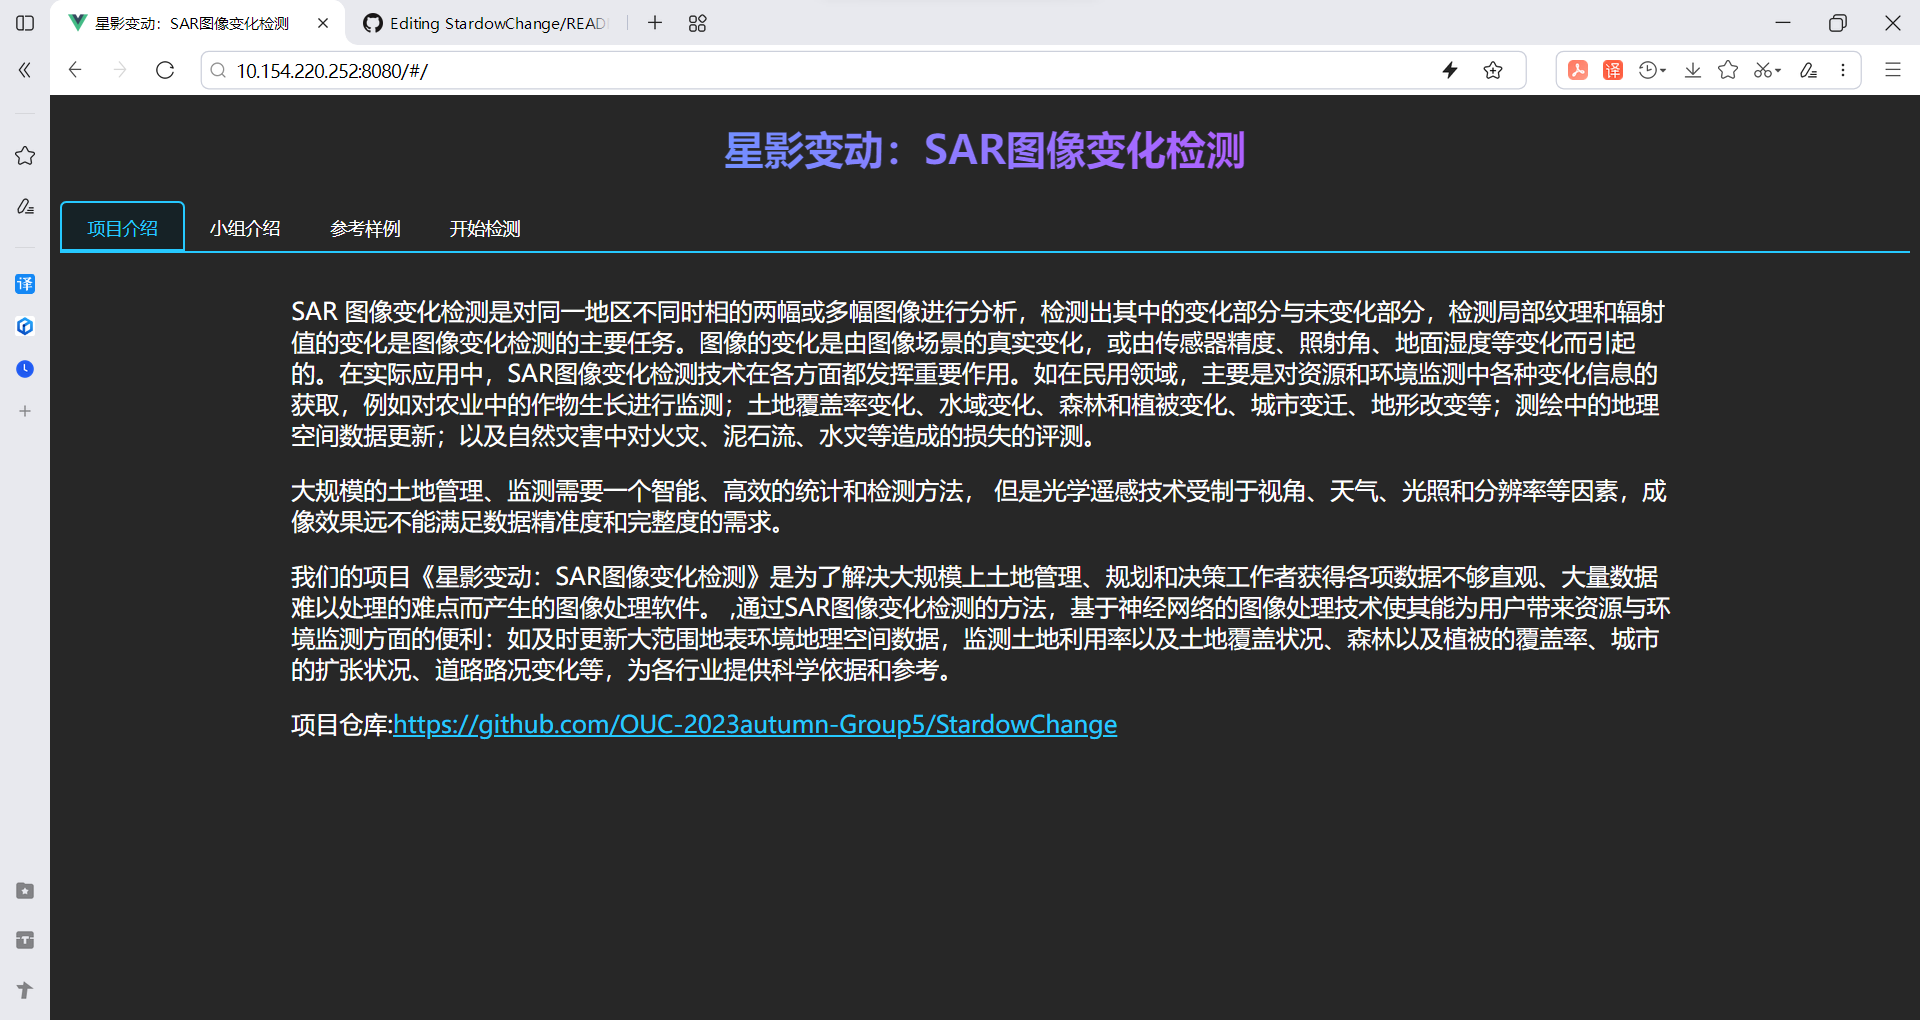 星影变动：SAR图像变化检测
Editing StardowChange/READ
10.154.220.252:8080/#/
译
星影变动：SAR图像变化检测
项目介绍 小组介绍 参考样例 开始检测
译
SAR 图像变化检测是对同一地区不同时相的两幅或多幅图像进行分析，检测出其中的变化部分与未变化部分，检测局部纹理和辐射
值的变化是图像变化检测的主要任务。图像的变化是由图像场景的真实变化，或由传感器精度、照射角、地面湿度等变化而引起
的。在实际应用中，SAR图像变化检测技术在各方面都发挥重要作用。如在民用领域，主要是对资源和环境监测中各种变化信息的
获取，例如对农业中的作物生长进行监测；土地覆盖率变化、水域变化、森林和植被变化、城市变迁、地形改变等；测绘中的地理
空间数据更新；以及自然灾害中对火灾、泥石流、水灾等造成的损失的评测。
大规模的土地管理、监测需要一个智能、高效的统计和检测方法， 但是光学遥感技术受制于视角、天气、光照和分辨率等因素，成
像效果远不能满足数据精准度和完整度的需求。
我们的项目《星影变动：SAR图像变化检测》是为了解决大规模上土地管理、规划和决策工作者获得各项数据不够直观、大量数据
难以处理的难点而产生的图像处理软件。 ,通过SAR图像变化检测的方法，基于神经网络的图像处理技术使其能为用户带来资源与环
境监测方面的便利：如及时更新大范围地表环境地理空间数据，监测土地利用率以及土地覆盖状况、森林以及植被的覆盖率、城市
的扩张状况、道路路况变化等，为各行业提供科学依据和参考。
项目仓库:https://github.com/OUC-2023autumn-Group5/StardowChange